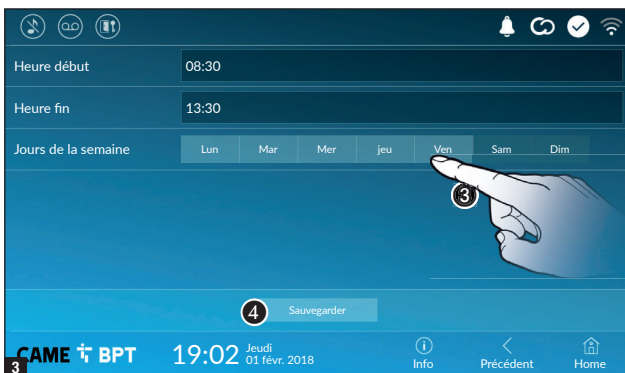 Heure début 08:30
Heure fin 13:30
Jours de la semaine Lun Mar Mer jeu Ven Sam Dim
3
4 Sauvegarder
3 CAME BPT 19:02 Jeudi
01 févr. 2018
Info Précédent Home